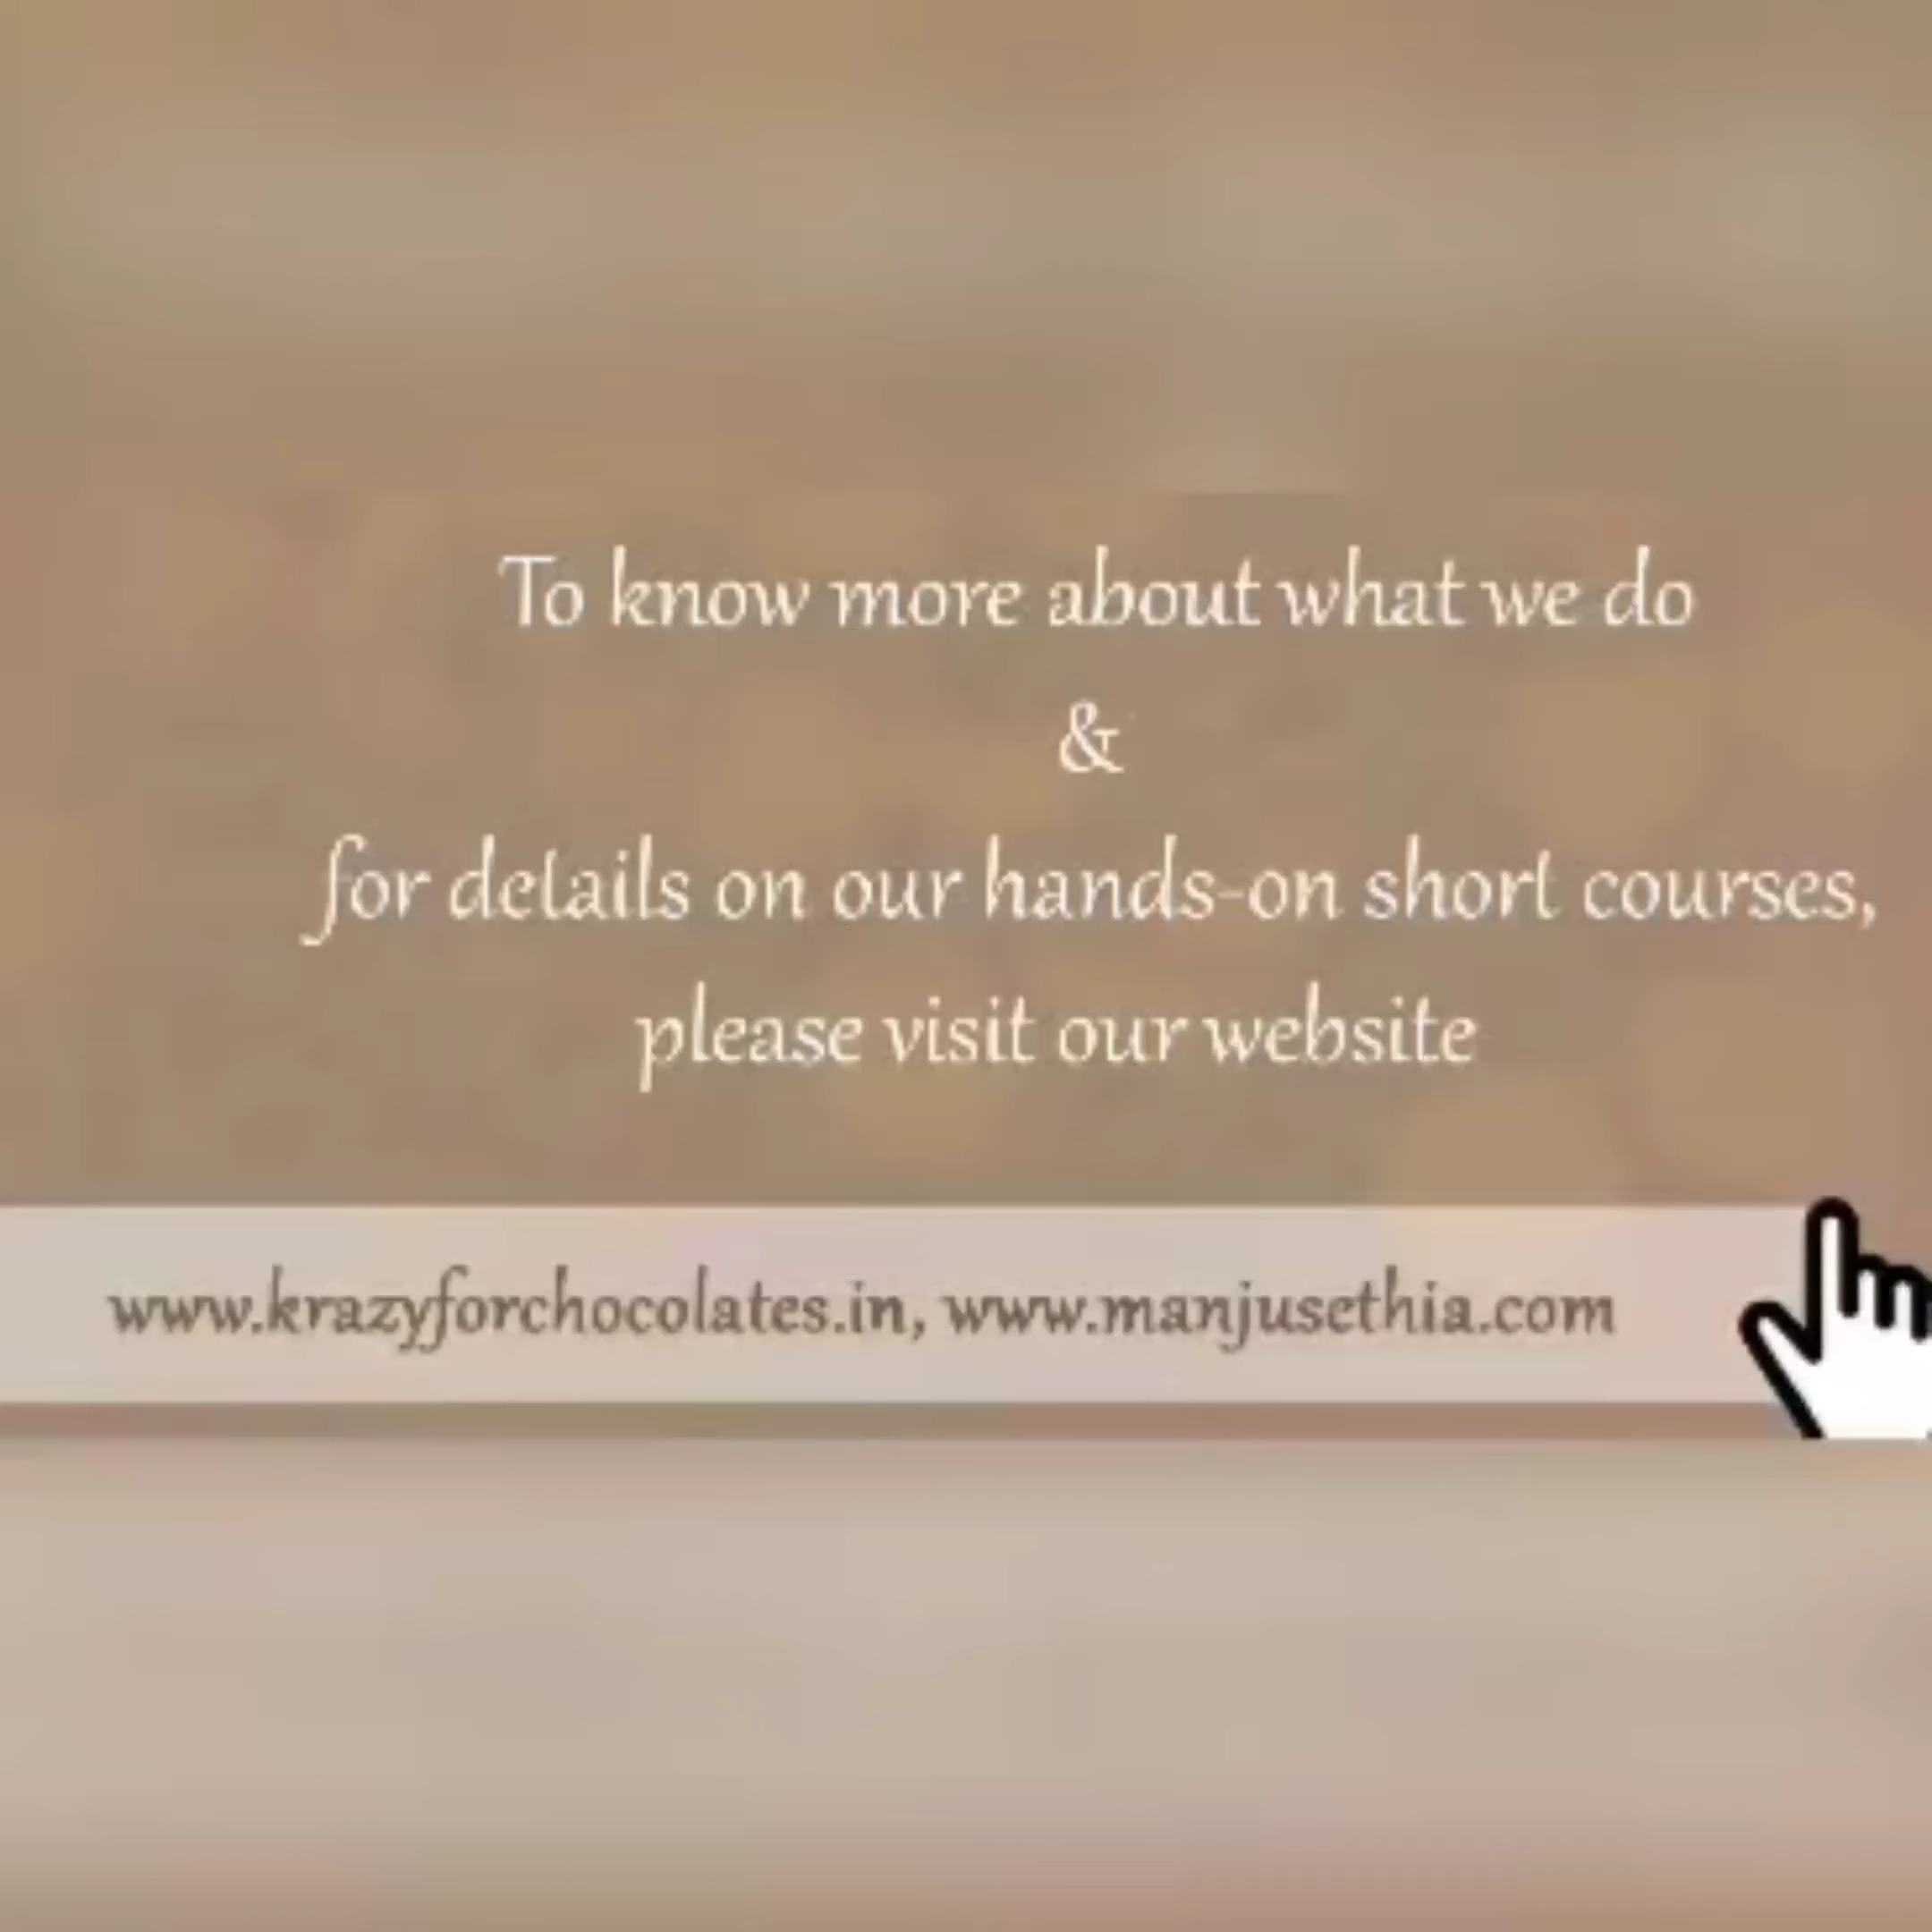 To know more about what we do
&
for details on our hands-on short courses,
please visit our website
www.krazyforchocolates.in, www.manjusethia.com